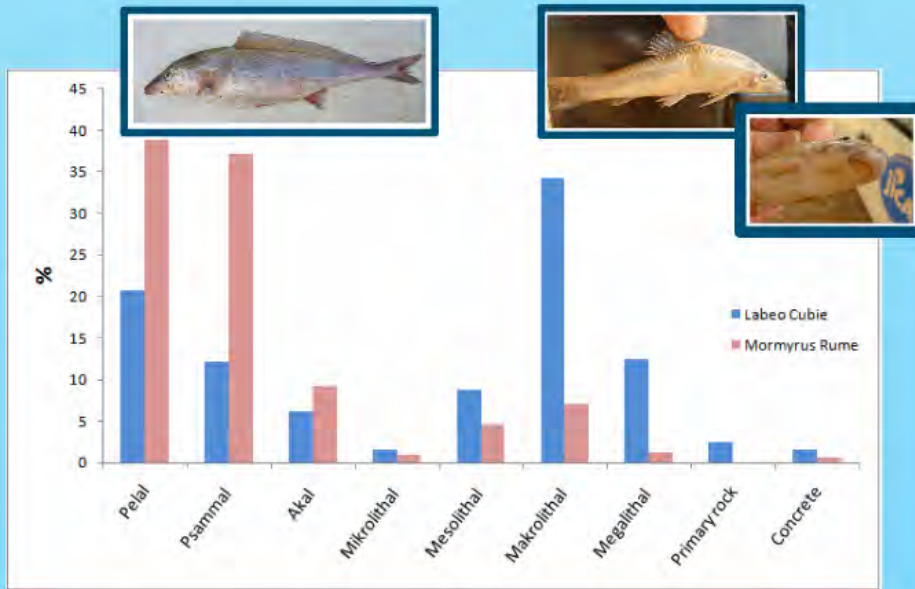 45
40
35
30
25
20
15
10
5
0
%
Pelal
Psammal
Akal
Mikrolithal
Mesolithal
Makrolithal
Megalithal
Primary rock
Concrete
Labeo Cubie
Mormyrus Rume